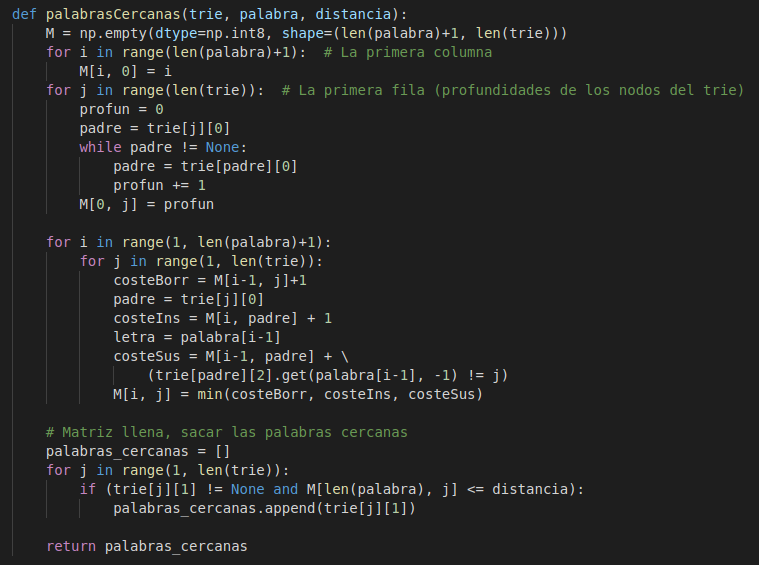 def palabrasCercanas(trie, palabra, distancia):
    M = np.empty(dtype=np.int8, shape=(len(palabra)+1, len(trie)))
    for i in range(len(palabra)+1):  # La primera columna
        M[i, 0] = i
    for j in range(len(trie)):  # La primera fila (profundidades de los nodos del trie)
        profun = 0
        padre = trie[j][0]
        while padre != None:
            padre = trie[padre][0]
            profun += 1
        M[0, j] = profun

    for i in range(1, len(palabra)+1):
        for j in range(1, len(trie)):
            costeBorr = M[i-1, j]+1
            padre = trie[j][0]
            costeIns = M[i, padre] + 1
            letra = palabra[i-1]
            costeSus = M[i-1, padre] + \
                (trie[padre][2].get(palabra[i-1], -1) != j)
            M[i, j] = min(costeBorr, costeIns, costeSus)

    # Matriz llena, sacar las palabras cercanas
    palabras_cercanas = []
    for j in range(1, len(trie)):
        if (trie[j][1] != None and M[len(palabra), j] <= distancia):
            palabras_cercanas.append(trie[j][1])

    return palabras_cercanas